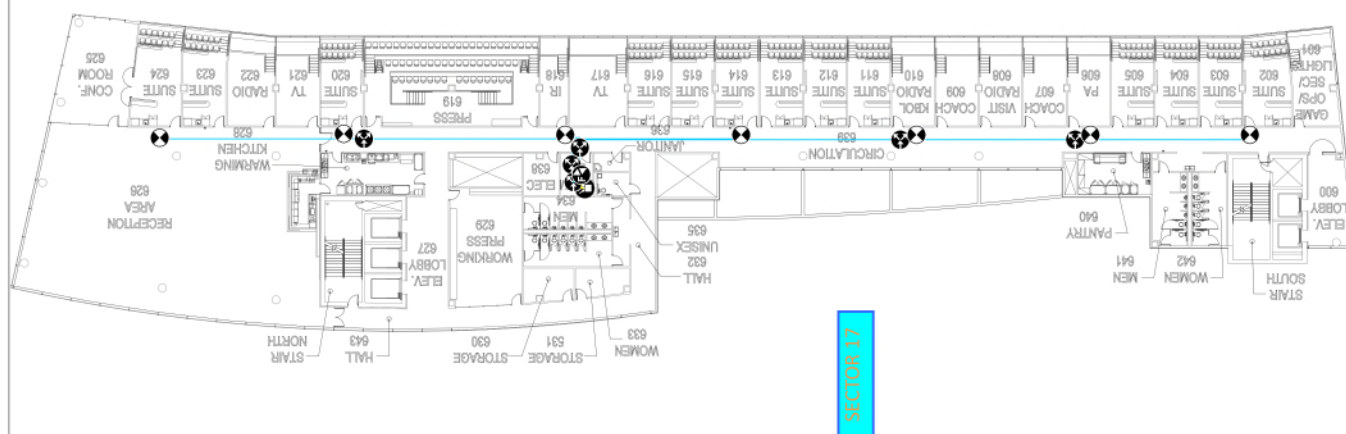 CONF.
ROOM
625
SUITE
624
SUITE
623
RADIO
622
TV
621
SUITE
620
PRESS
619
IR
618
TV
617
SUITE
616
SUITE
615
SUITE
614
SUITE
613
SUITE
612
SUITE
611
RADIO
KBOL
610
COACH
609
VISIT
RADIO
608
COACH
607
PA
606
SUITE
605
SUITE
604
SUITE
603
SUITE
602
GAME
OPS/
SEC/
LIGHTS
601
WARMING
KITCHEN
628
JANITOR
636
CIRCULATION
639
RECEPTION
AREA
626
ELEV.
LOBBY
627
WORKING
PRESS
629
ELEC
638
MEN
634
UNISEX
635
HALL
632
PANTRY
640
MEN
641
WOMEN
642
STAIR
SOUTH
ELEV.
LOBBY
600
STAIR
NORTH
HALL
643
STORAGE
630
STORAGE
531
WOMEN
633
SECTOR 17